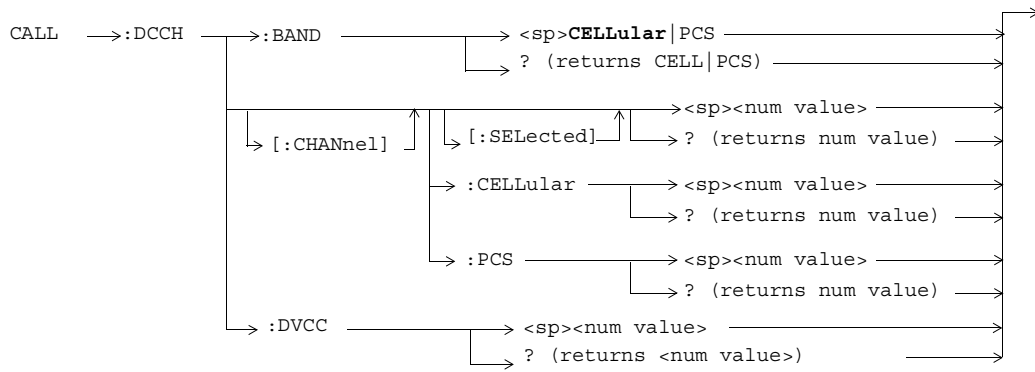 CALL :DCCH :BAND <sp>CELLular|PCS
? (returns CELL|PCS)
<sp><num value>
[:CHANnel] [:SELected] ? (returns num value)
:CELLular <sp><num value>
? (returns num value)
:PCS <sp><num value>
? (returns num value)
:DVCC <sp><num value>
? (returns <num value>)